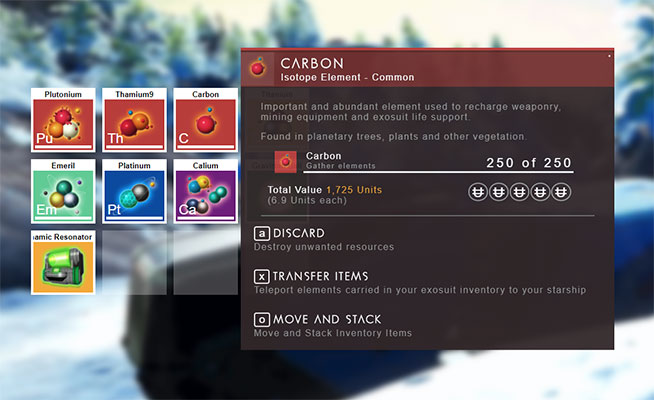 Plutonium
Thamium9
Carbon
Pu
Th
C
Emeril
Platinum
Calium
Em
Pt
Ca
namic Resonator
CARBON
Isotope Element - Common
Important and abundant element used to recharge weaponry,
mining equipment and exosuit life support.
Found in planetary trees, plants and other vegetation.
Carbon
Gather elements
250 of 250
Total Value 1,725 Units
(6.9 Units each)
a DISCARD
Destroy unwanted resources
x TRANSFER ITEMS
Teleport elements carried in your exosuit inventory to your starship
o MOVE AND STACK
Move and Stack Inventory Items